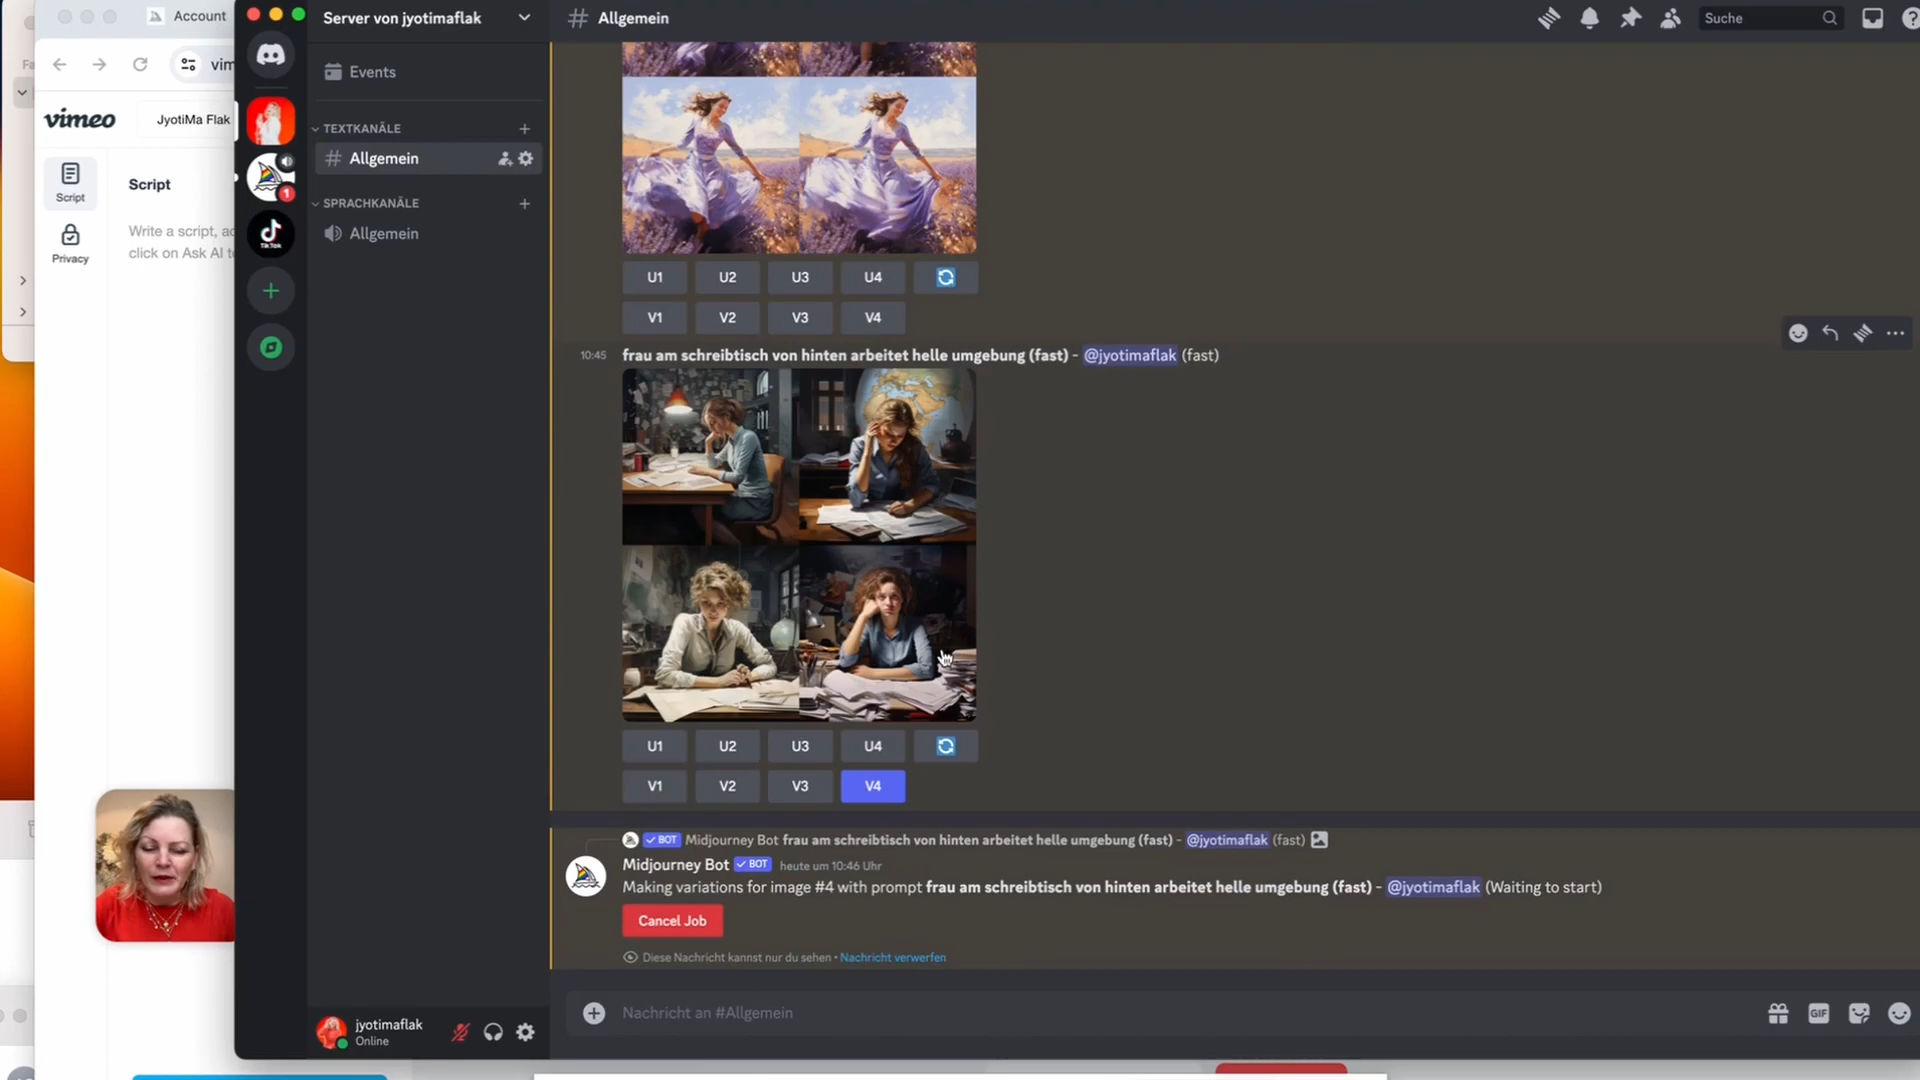 Account
vim
vimeo
JyotiMa Flak
Script
Privacy
Script
Write a script, ac
click on Ask AI t
Server von jyotimaflak
Events
TEXTKANÄLE
Allgemein
SPRACHKANÄLE
Allgemein
1
TikTok
jyotimaflak
Online
Allgemein
Suche
U1 U2 U3 U4
V1 V2 V3 V4
10:45 frau am schreibtisch von hinten arbeitet helle umgebung (fast) - @jyotimaflak (fast)
U1 U2 U3 U4
V1 V2 V3 V4
BOT Midjourney Bot frau am schreibtisch von hinten arbeitet helle umgebung (fast) - @jyotimaflak (fast)
Midjourney Bot BOT heute um 10:46 Uhr
Making variations for image #4 with prompt frau am schreibtisch von hinten arbeitet helle umgebung (fast) - @jyotimaflak (Waiting to start)
Cancel Job
Diese Nachricht kannst nur du sehen • Nachricht verwerfen
Nachricht an #Allgemein
GIF